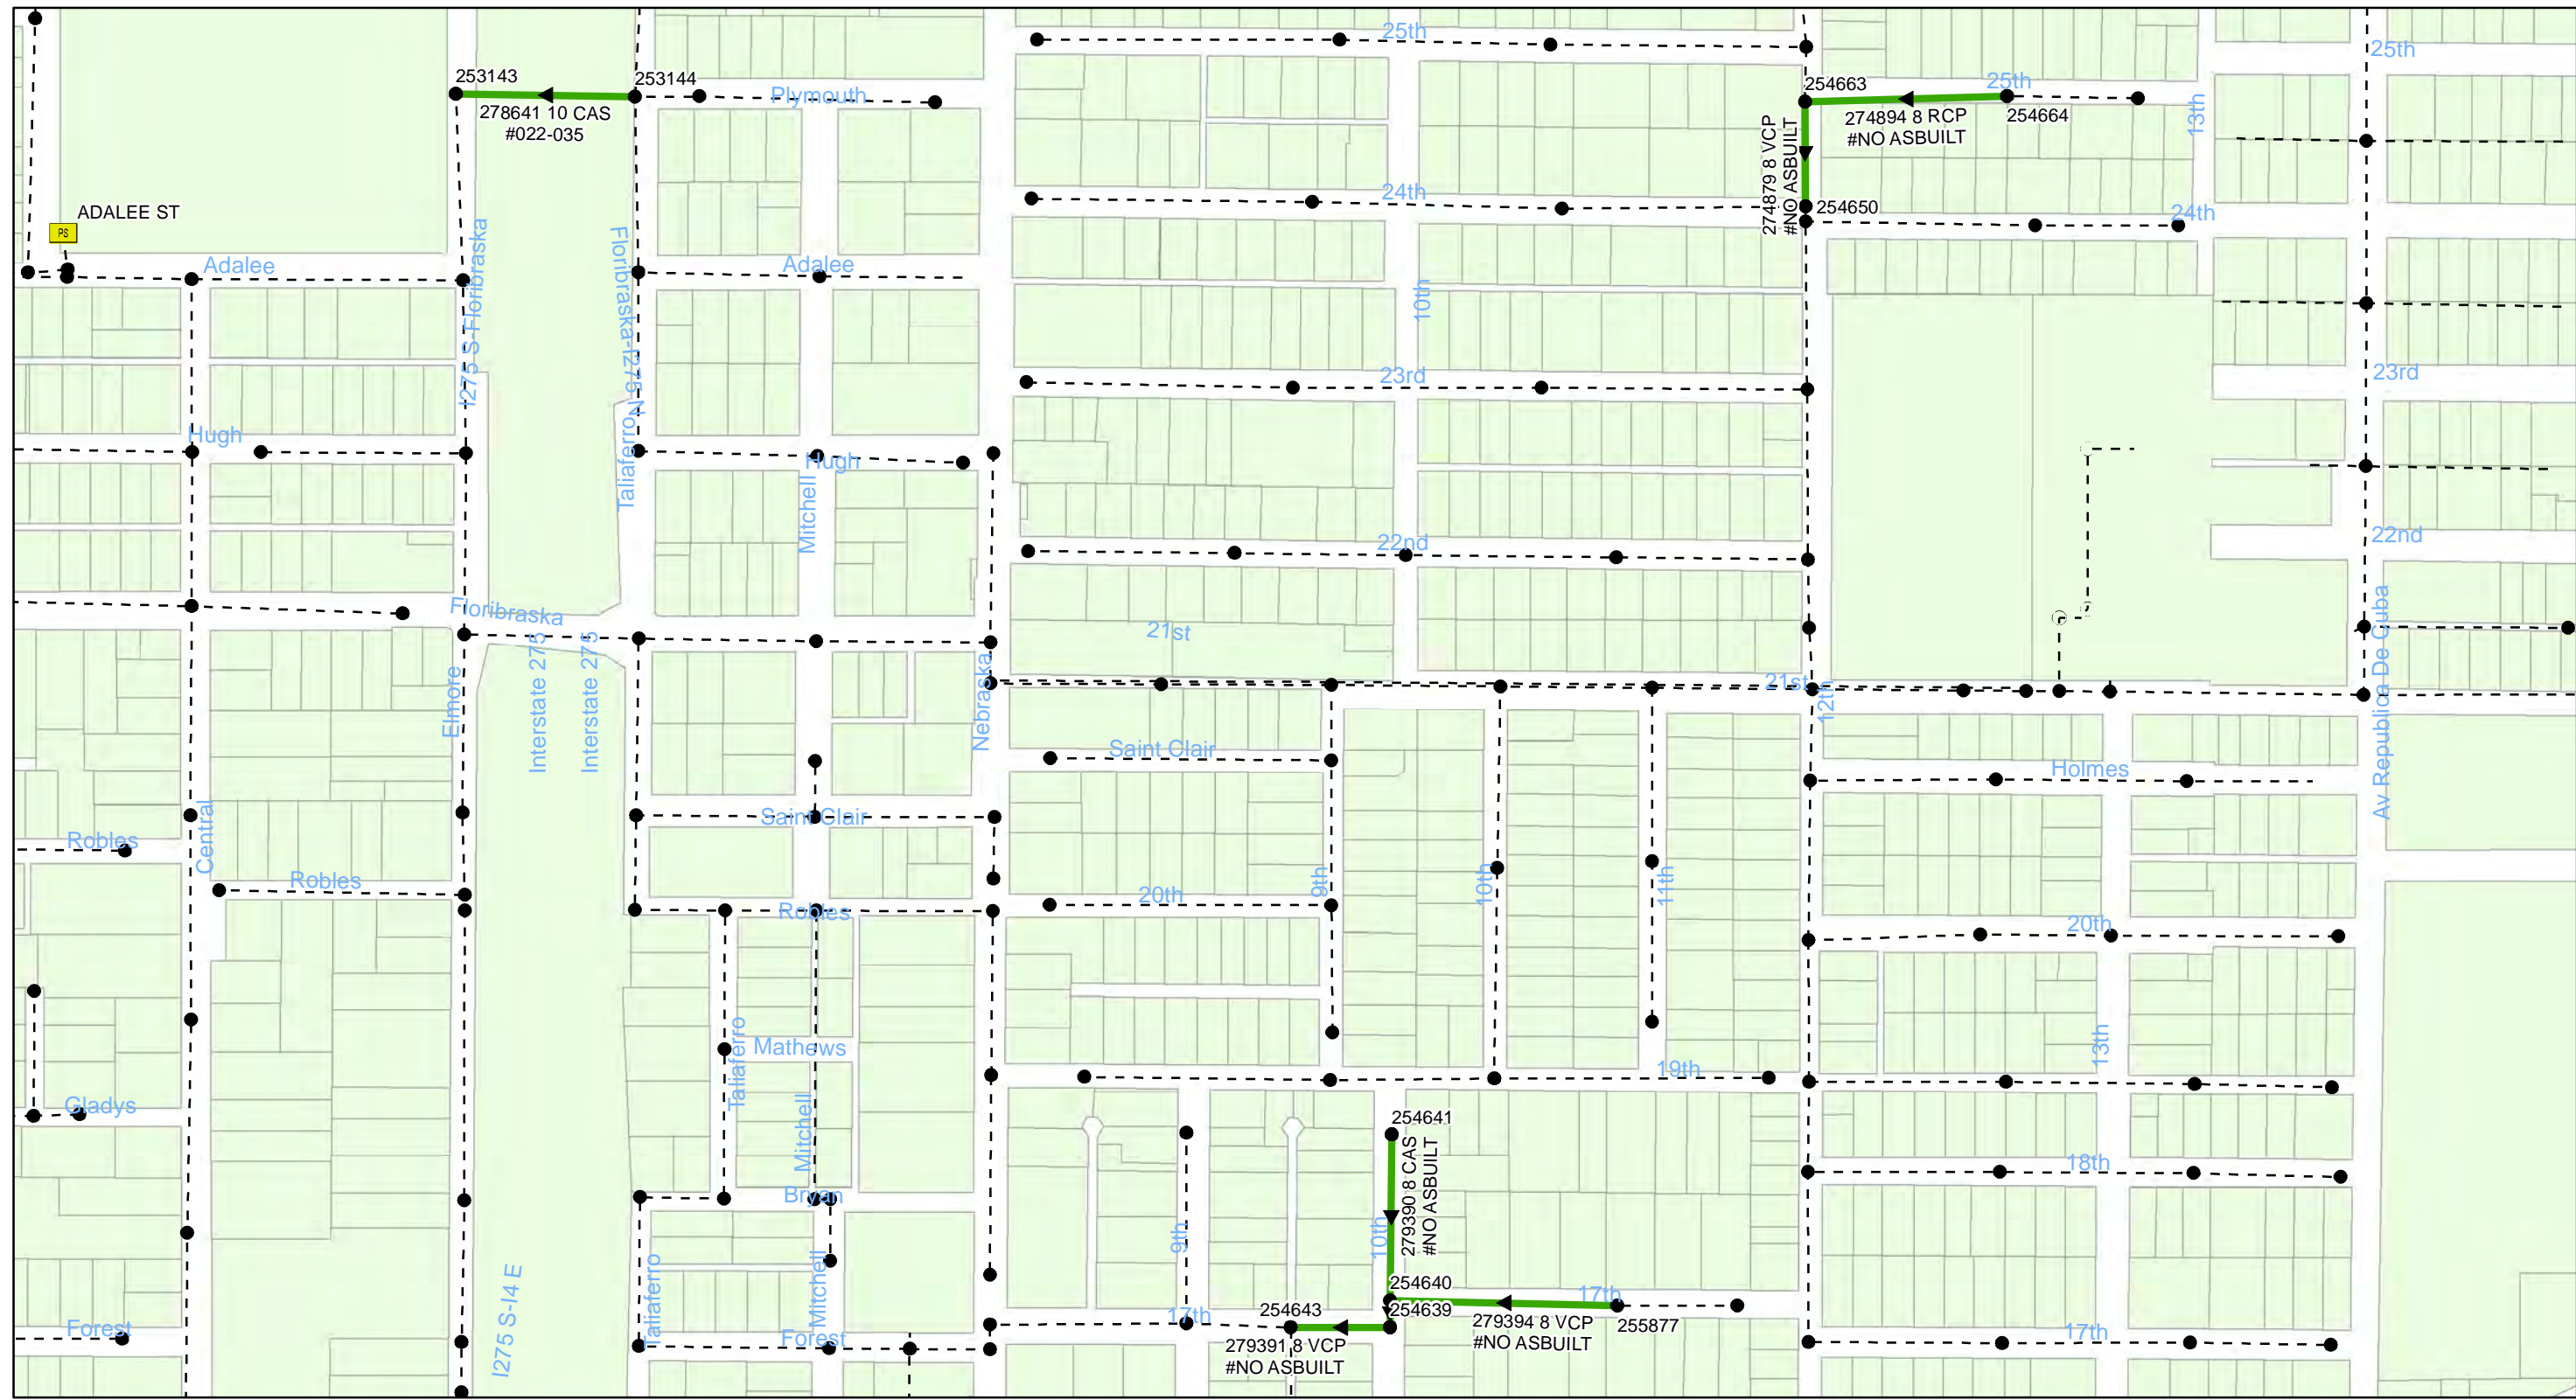 25th
25th
253143
253144
Plymouth
278641 10 CAS
#022-035
254663
25th
274894 8 RCP
#NO ASBUILT
254664
13th
274879 8 VCP
#NO ASBUILT
24th
254650
24th
ADALEE ST
PS
Adalee
I275 S-Floribraska
Floribraska-I275 N
Adalee
10th
23rd
23rd
Hugh
Taliaferro
Hugh
Mitchell
22nd
22nd
Floribraska
21st
Av Republica De Cuba
Elmore
Interstate 275
Interstate 275
Nebraska
21st
12th
Saint Clair
Holmes
Central
Robles
Saint Clair
Robles
20th
9th
10th
11th
Robles
20th
Taliaferro
Mathews
19th
13th
Gladys
Mitchell
254641
279390 8 CAS
#NO ASBUILT
18th
Bryan
9th
10th
I275 S-I4 E
Taliaferro
Mitchell
254640
17th
254643
254639
17th
279394 8 VCP
#NO ASBUILT
255877
Forest
Forest
279391 8 VCP
#NO ASBUILT
17th